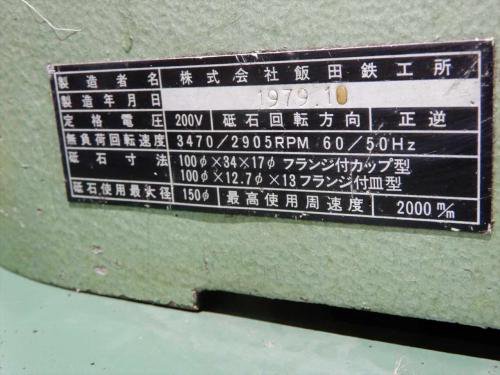 製造者名 株式会社飯田鉄工所
製造年月日 1979.10
定格電圧 200V 砥石回転方向 正逆
無負荷回転速度 3470/2905RPM 60/50Hz
砥石寸法 100φ×34×17φ フランジ付カップ型
100φ×12.7φ×13フランジ付皿型
砥石使用最大径 150φ 最高使用周速度 2000m/m